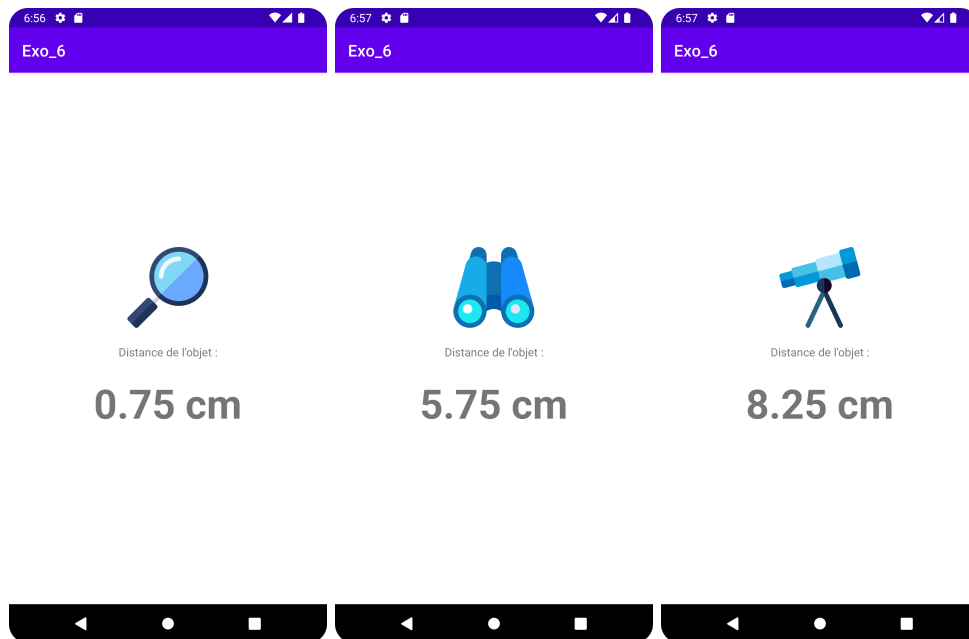 6:56
Exo_6
Distance de l'objet :
0.75 cm
6:57
Exo_6
Distance de l'objet :
5.75 cm
6:57
Exo_6
Distance de l'objet :
8.25 cm